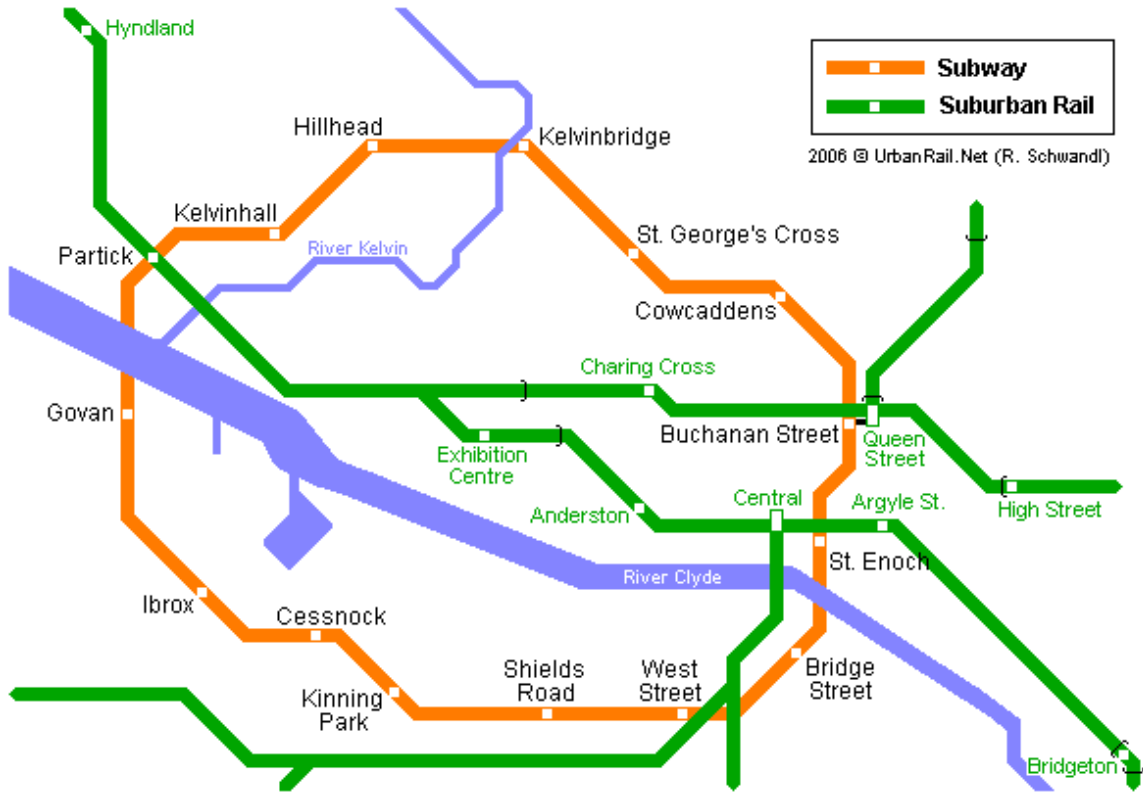 Hyndland
Subway
Suburban Rail
2006 © UrbanRail.Net (R. Schwandl)
Hillhead
Kelvinbridge
Kelvinhall
St. George's Cross
Partick
River Kelvin
Cowcaddens
Charing Cross
Govan
Buchanan Street
Queen
Street
Exhibition
Centre
Central
Argyle St.
Anderston
High Street
St. Enoch
River Clyde
Ibrox
Cessnock
Shields
Road
West
Street
Bridge
Street
Kinning
Park
Bridgeton